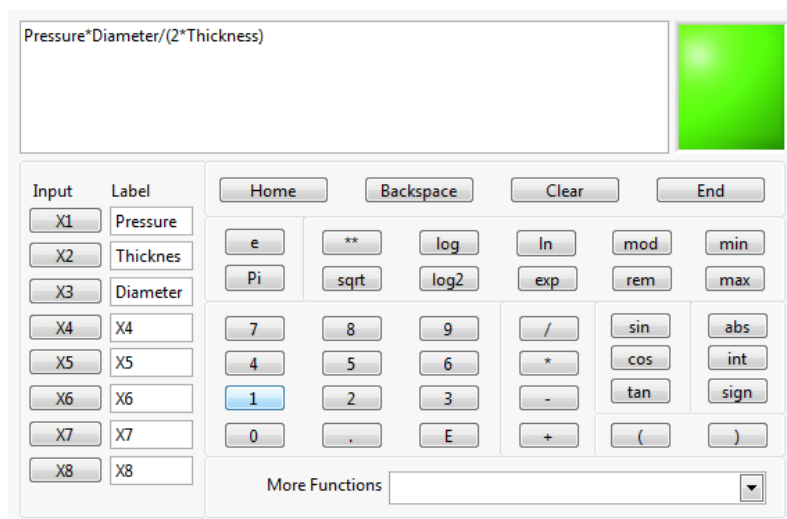 Pressure*Diameter/(2*Thickness)
Input Label Home Backspace Clear End
X1 Pressure
e ** log ln mod min
X2 Thicknes
Pi sqrt log2 exp rem max
X3 Diameter
X4 X4 7 8 9 / sin abs
X5 X5 4 5 6 * cos int
X6 X6 1 2 3 - tan sign
X7 X7 0 . E + ( )
X8 X8
More Functions